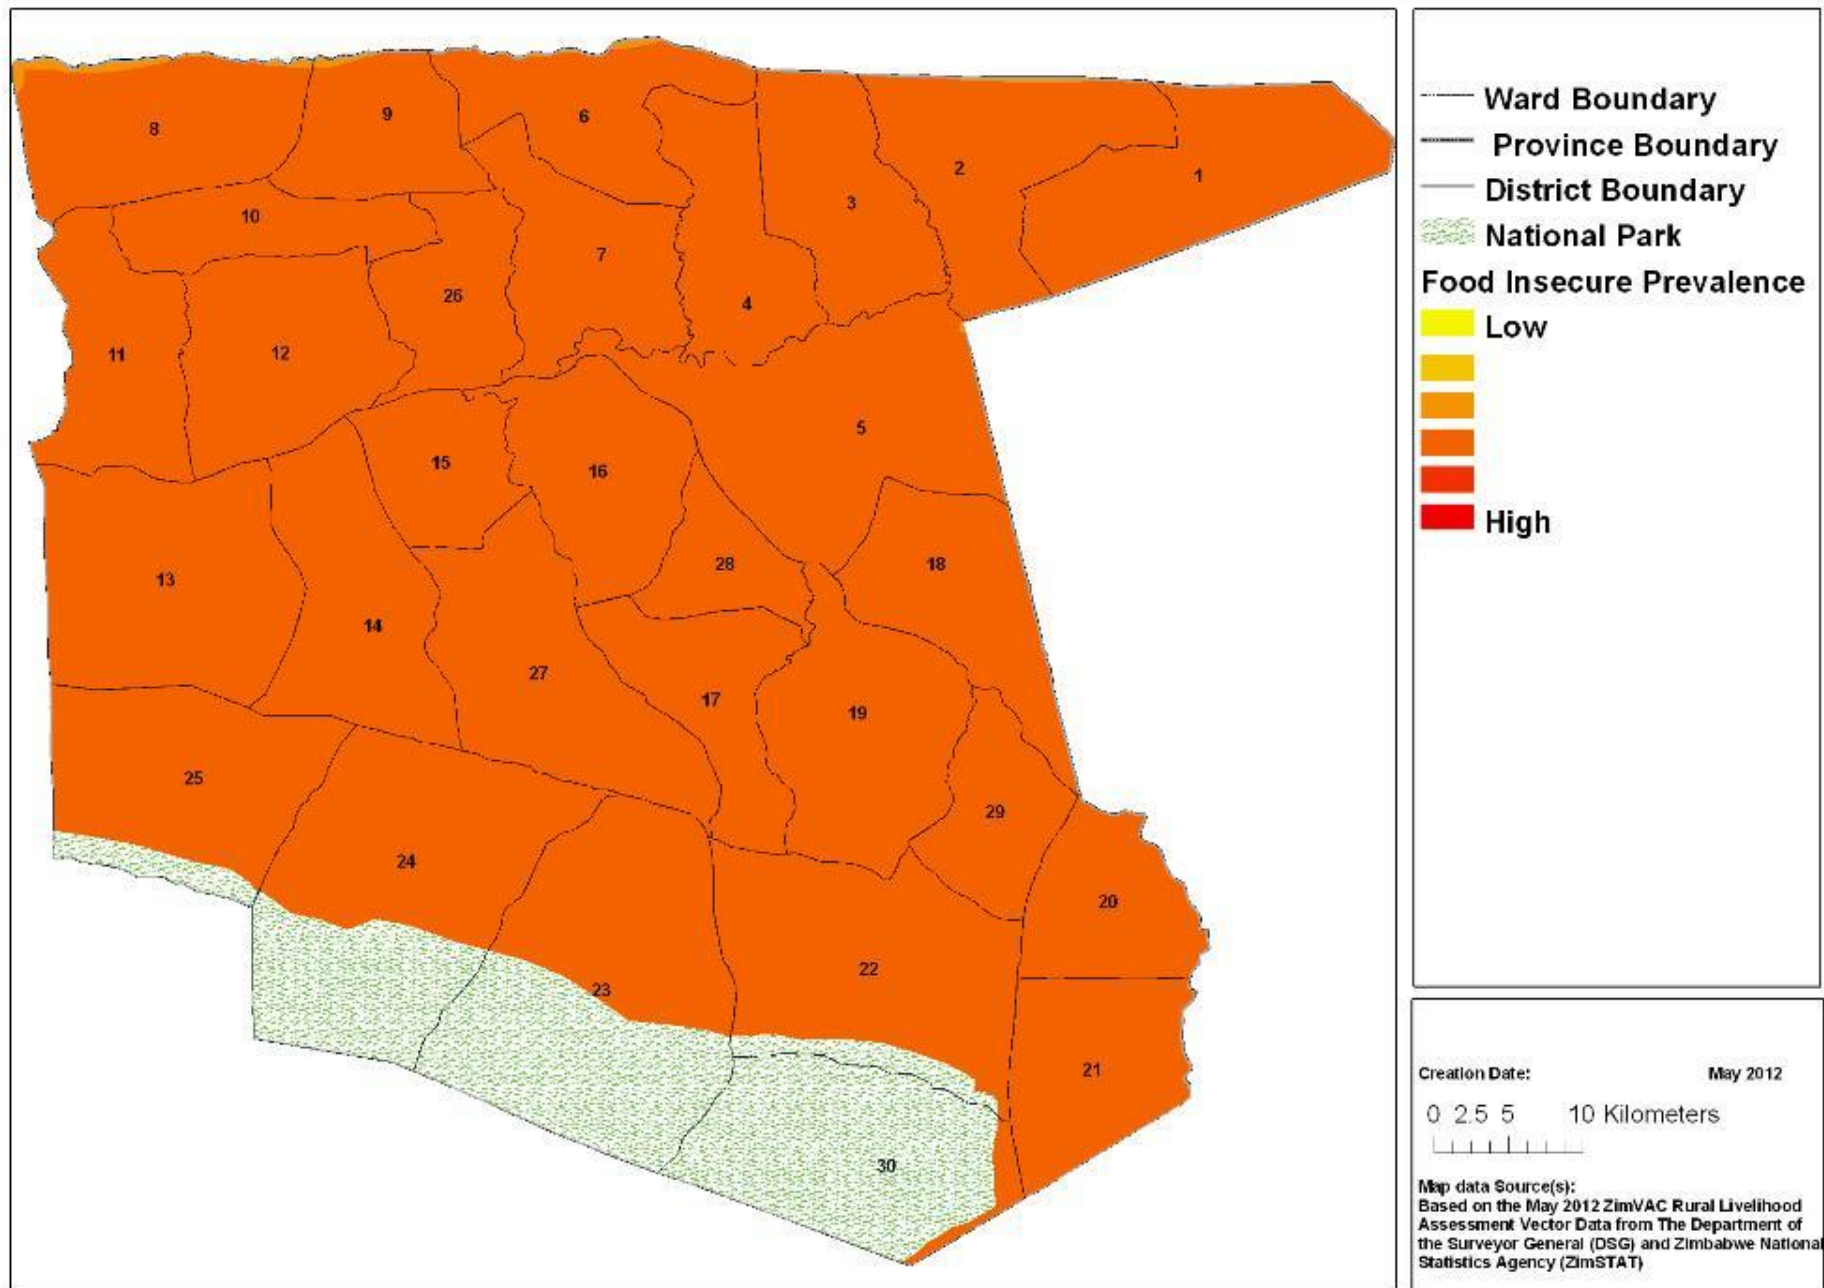 8
9
6
2
1
3
10
7
26
4
11
12
5
15
16
28
18
13
14
27
17
19
25
29
24
20
22
23
21
30
Ward Boundary
Province Boundary
District Boundary
National Park
Food Insecure Prevalence
Low
High
Creation Date: May 2012
0 2.5 5 10 Kilometers
Map data Source(s):
Based on the May 2012 ZimVAC Rural Livelihood
Assessment Vector Data from The Department of
the Surveyor General (DSG) and Zimbabwe National
Statistics Agency (ZimSTAT)